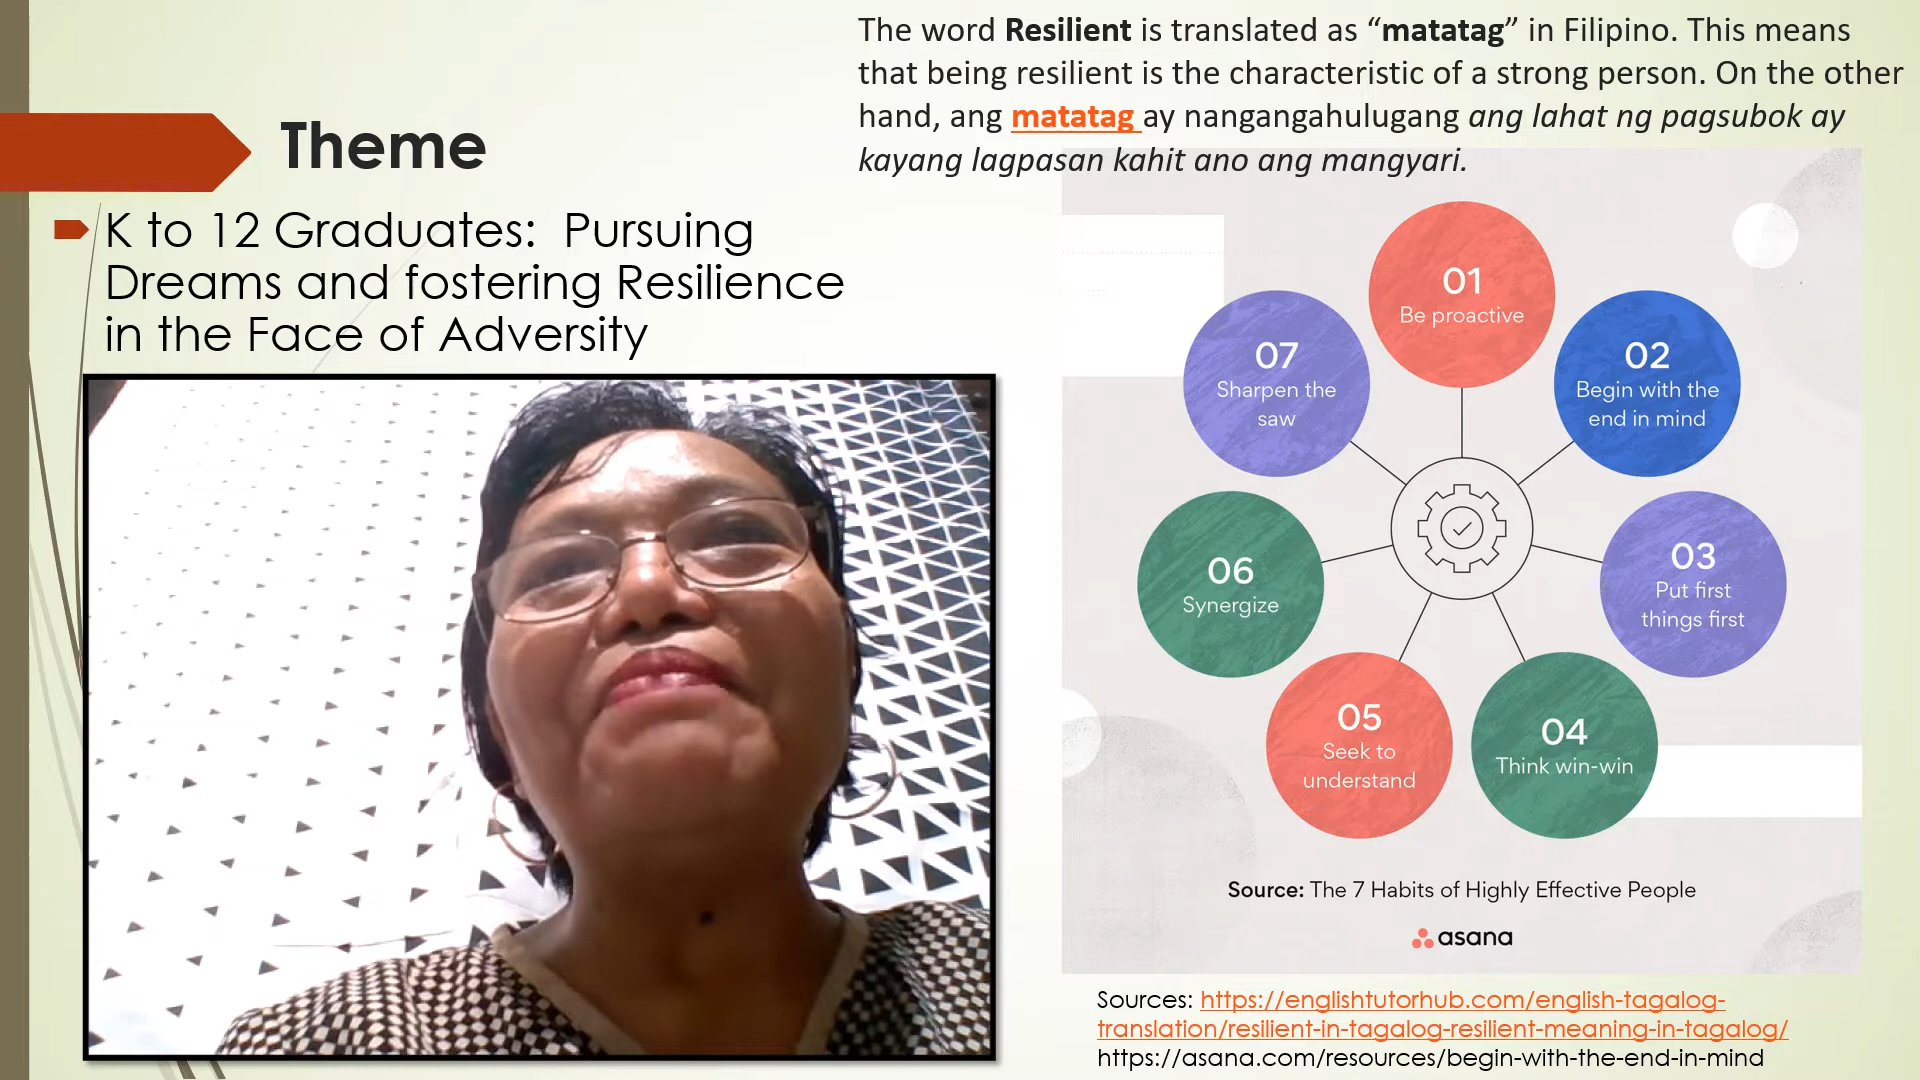 The word Resilient is translated as “matatag” in Filipino. This means
that being resilient is the characteristic of a strong person. On the other
hand, ang matatag ay nangangahulugang ang lahat ng pagsubok ay
kayang lagpasan kahit ano ang mangyari.
Theme
K to 12 Graduates: Pursuing
Dreams and fostering Resilience
in the Face of Adversity
01
Be proactive
02
Begin with the
end in mind
03
Put first
things first
04
Think win-win
05
Seek to
understand
06
Synergize
07
Sharpen the
saw
Source: The 7 Habits of Highly Effective People
asana
Sources: https://englishtutorhub.com/english-tagalog-
translation/resilient-in-tagalog-resilient-meaning-in-tagalog/
https://asana.com/resources/begin-with-the-end-in-mind